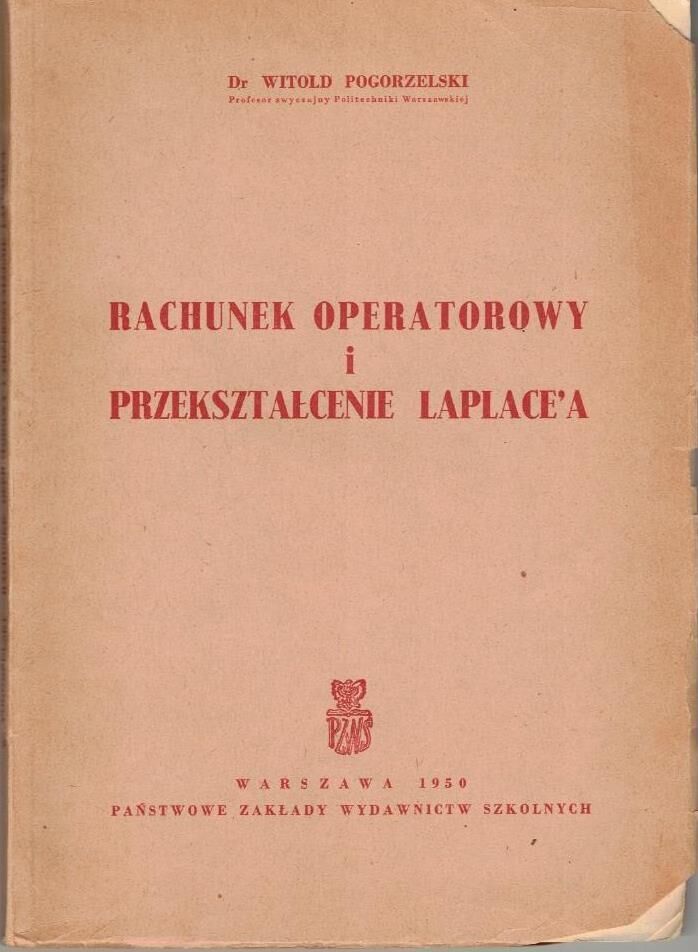 Dr WITOLD POGORZELSKI
Profesor zwyczajny Politechniki Warszawskiej
RACHUNEK OPERATOROWY
i
PRZEKSZTAŁCENIE LAPLACE'A
PZWS
WARSZAWA 1950
PAŃSTWOWE ZAKŁADY WYDAWNICTW SZKOLNYCH